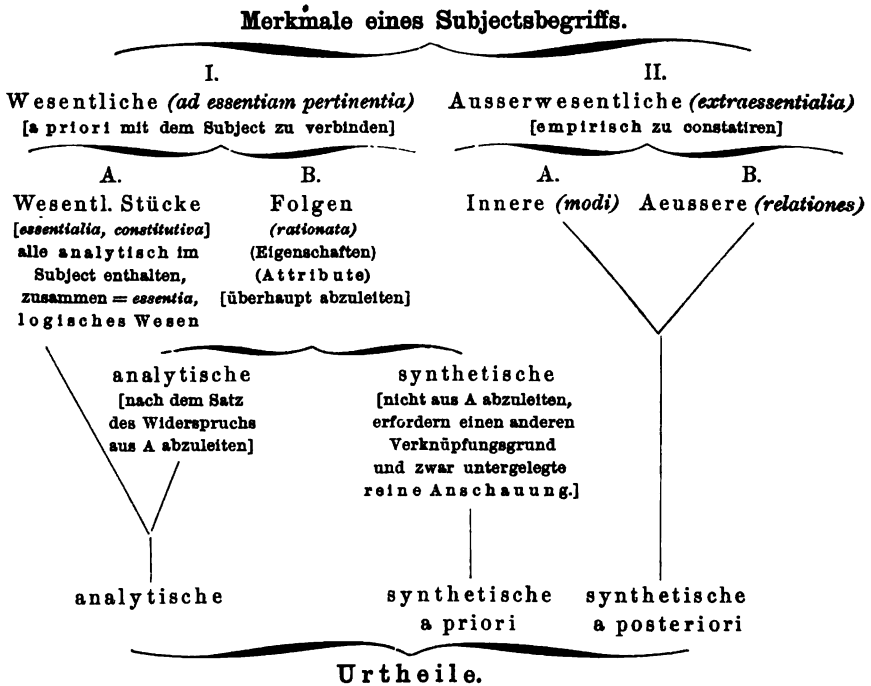 Merkmale eines Subjectsbegriffs.
I.
Wesentliche (ad essentiam pertinentia)
[a priori mit dem Subject zu verbinden]
II.
Ausserwesentliche (extraessentialia)
[empirisch zu constatiren]
A.
Wesentl. Stücke
[essentialia, constitutiva]
alle analytisch im
Subject enthalten,
zusammen = essentia,
logisches Wesen
B.
Folgen
(rationata)
(Eigenschaften)
(Attribute)
[überhaupt abzuleiten]
A.
Innere (modi)
B.
Aeussere (relationes)
analytische
[nach dem Satz
des Widerspruchs
aus A abzuleiten]
synthetische
[nicht aus A abzuleiten,
erfordern einen anderen
Verknüpfungsgrund
und zwar untergelegte
reine Anschauung.]
analytische
synthetische
a priori
synthetische
a posteriori
Urtheile.